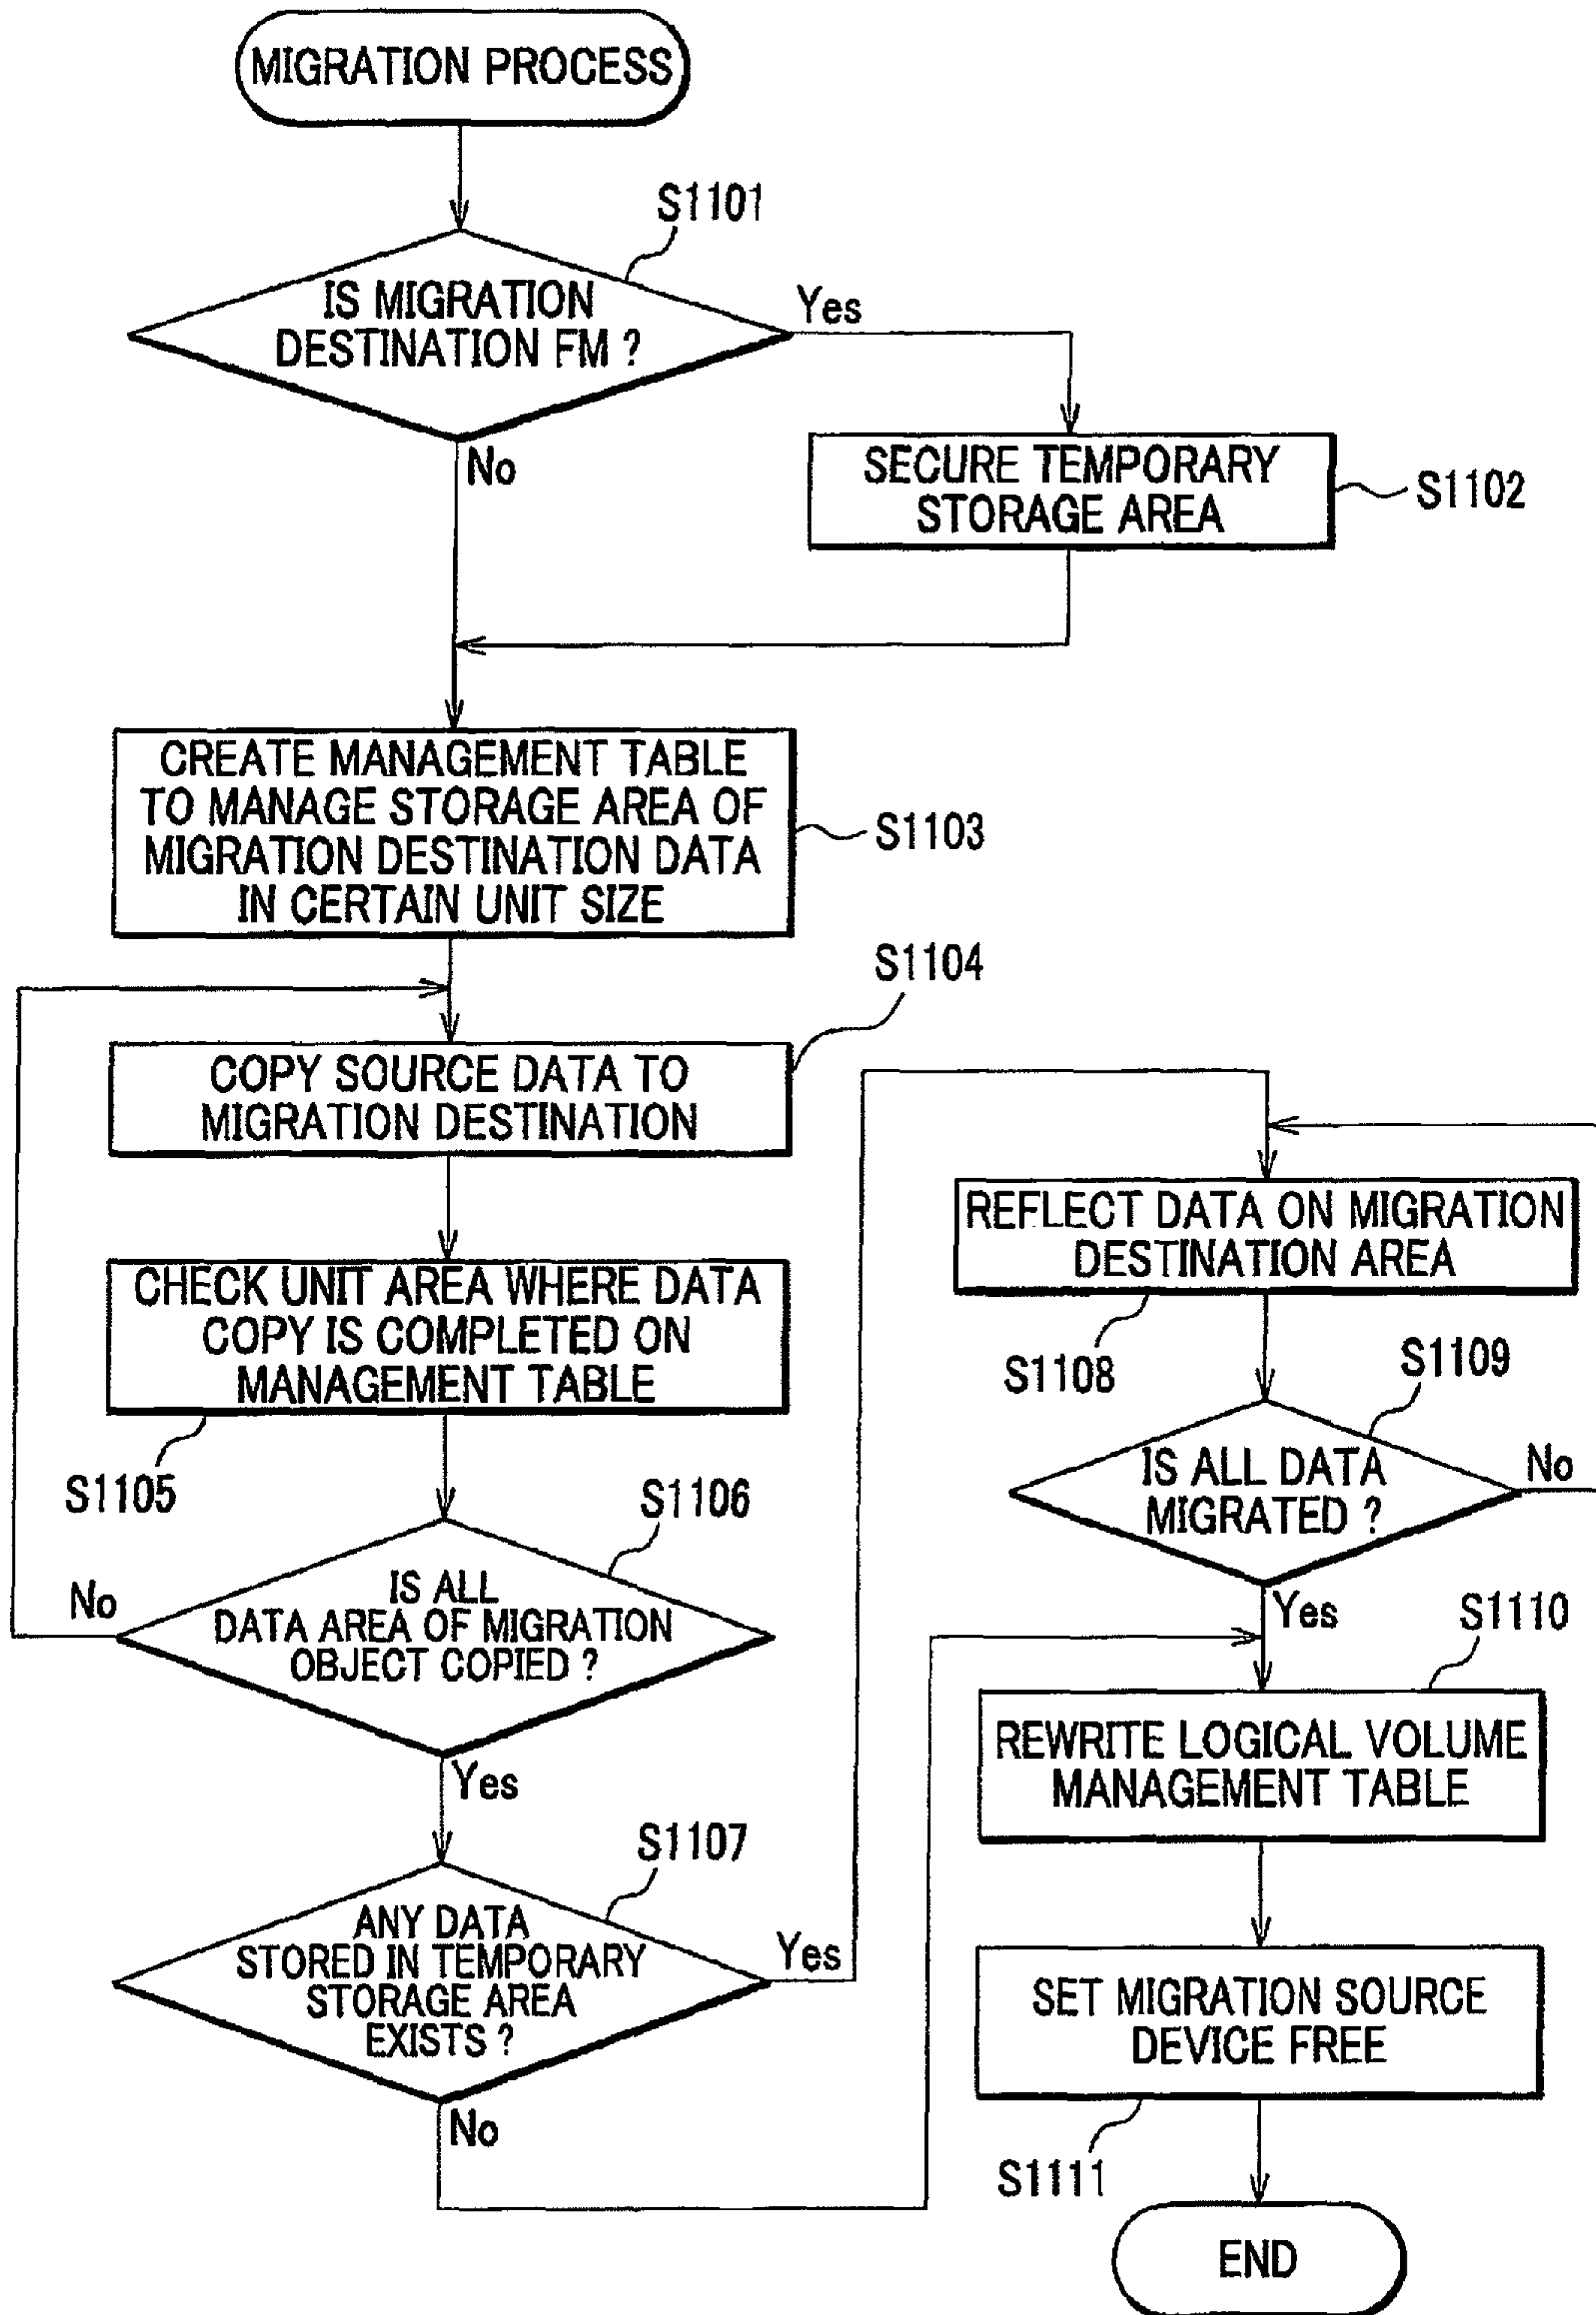 MIGRATION PROCESS
S1101
IS MIGRATION
DESTINATION FM ?
Yes
No
SECURE TEMPORARY
STORAGE AREA
S1102
CREATE MANAGEMENT TABLE
TO MANAGE STORAGE AREA OF
MIGRATION DESTINATION DATA
IN CERTAIN UNIT SIZE
S1103
S1104
COPY SOURCE DATA TO
MIGRATION DESTINATION
CHECK UNIT AREA WHERE DATA
COPY IS COMPLETED ON
MANAGEMENT TABLE
S1105
S1106
IS ALL
DATA AREA OF MIGRATION
OBJECT COPIED ?
No
Yes
S1107
ANY DATA
STORED IN TEMPORARY
STORAGE AREA
EXISTS ?
Yes
No
REFLECT DATA ON MIGRATION
DESTINATION AREA
S1108
S1109
IS ALL DATA
MIGRATED ?
No
Yes
S1110
REWRITE LOGICAL VOLUME
MANAGEMENT TABLE
SET MIGRATION SOURCE
DEVICE FREE
S1111
END